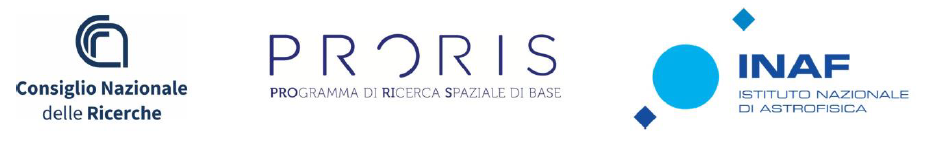 Consiglio Nazionale
delle Ricerche
PRORIS
PROGRAMMA DI RICERCA SPAZIALE DI BASE
INAF
ISTITUTO NAZIONALE
DI ASTROFISICA